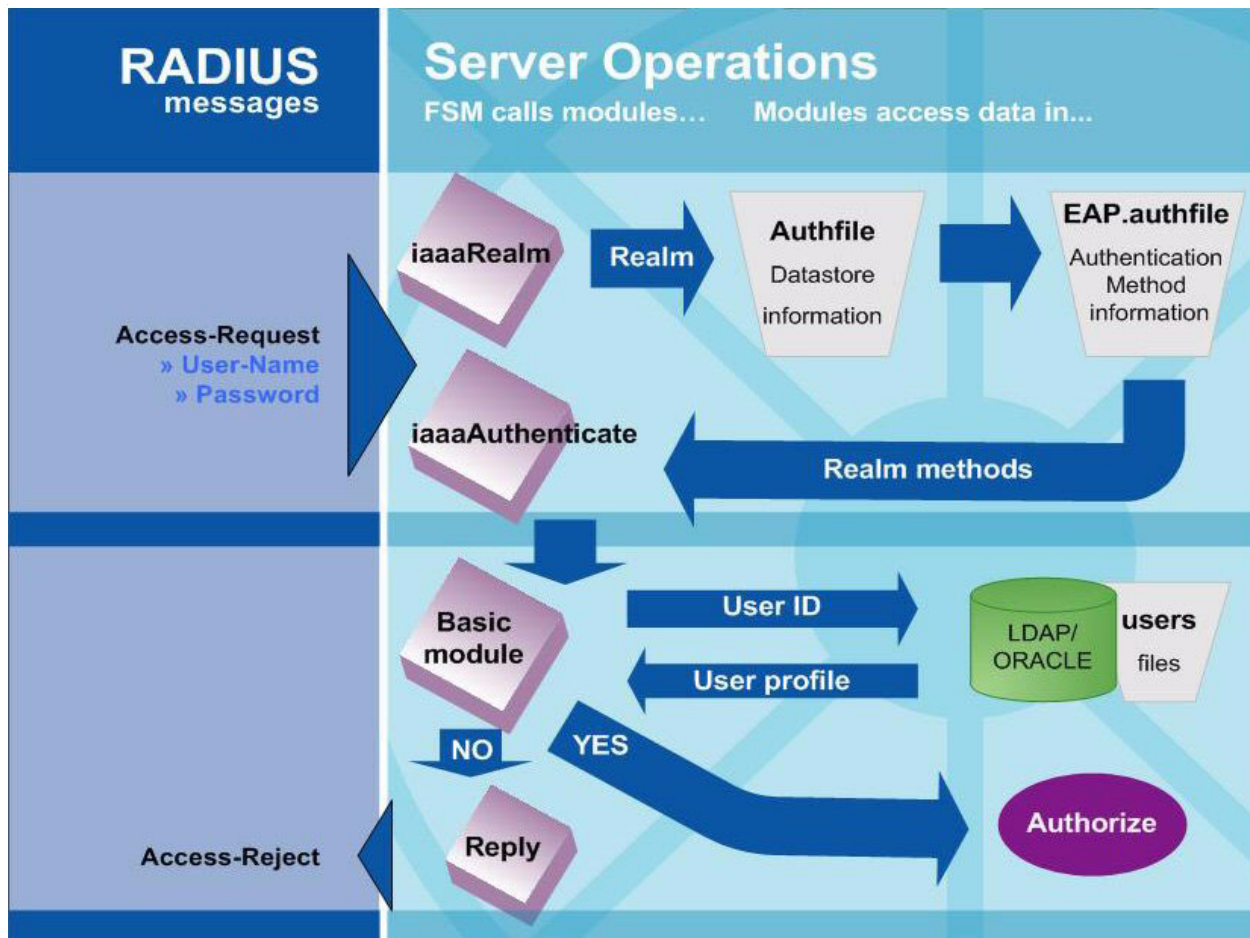 RADIUS
messages
Server Operations
FSM calls modules…
Modules access data in...
iaaaRealm
Realm
Authfile
Datastore
information
EAP.authfile
Authentication
Method
information
Access-Request
» User-Name
» Password
iaaaAuthenticate
Realm methods
Basic
module
User ID
User profile
LDAP/
ORACLE
users
files
NO
YES
Reply
Authorize
Access-Reject